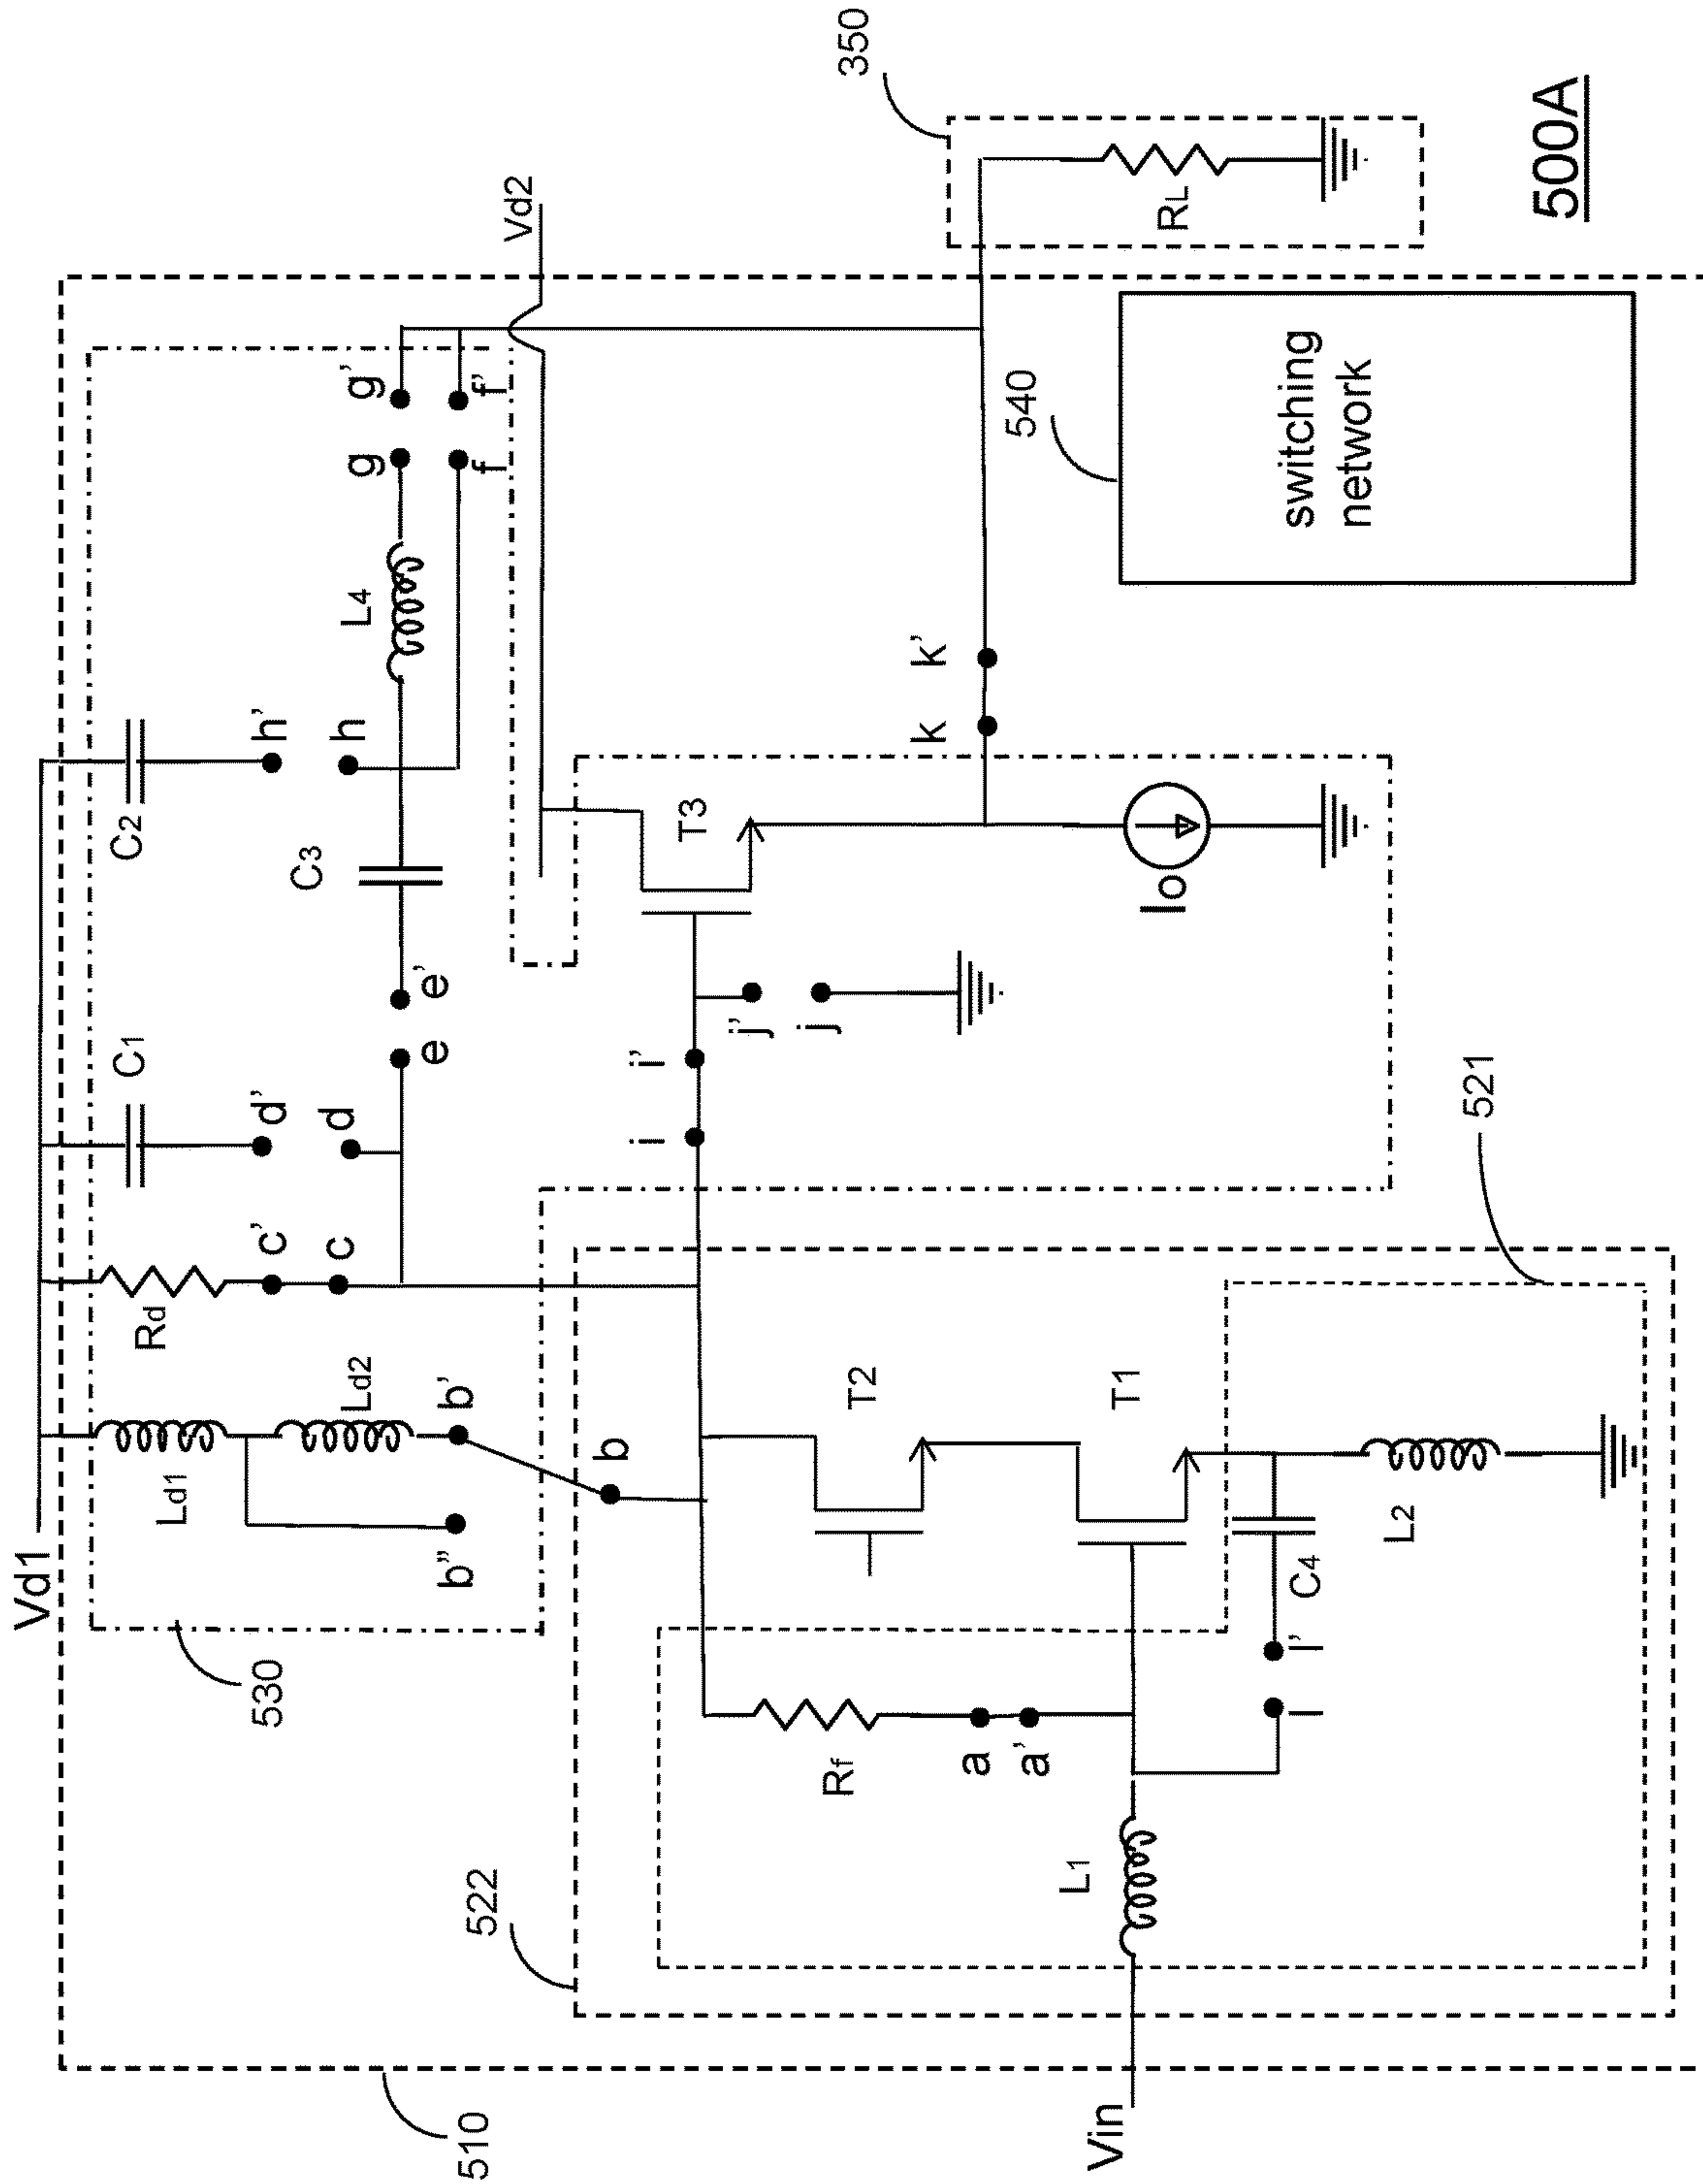 Vd1
Ld1
Ld2
b"
b'
b
Rd
c'
c
C1
d'
d
e
e'
C3
C2
h'
h
L4
g
g'
f
f'
Vd2
530
522
510
Vin
L1
Rf
a
a'
T2
T1
l
l'
C4
L2
521
i
i'
j'
j
T3
Io
k
k'
540
switching
network
350
RL
500A